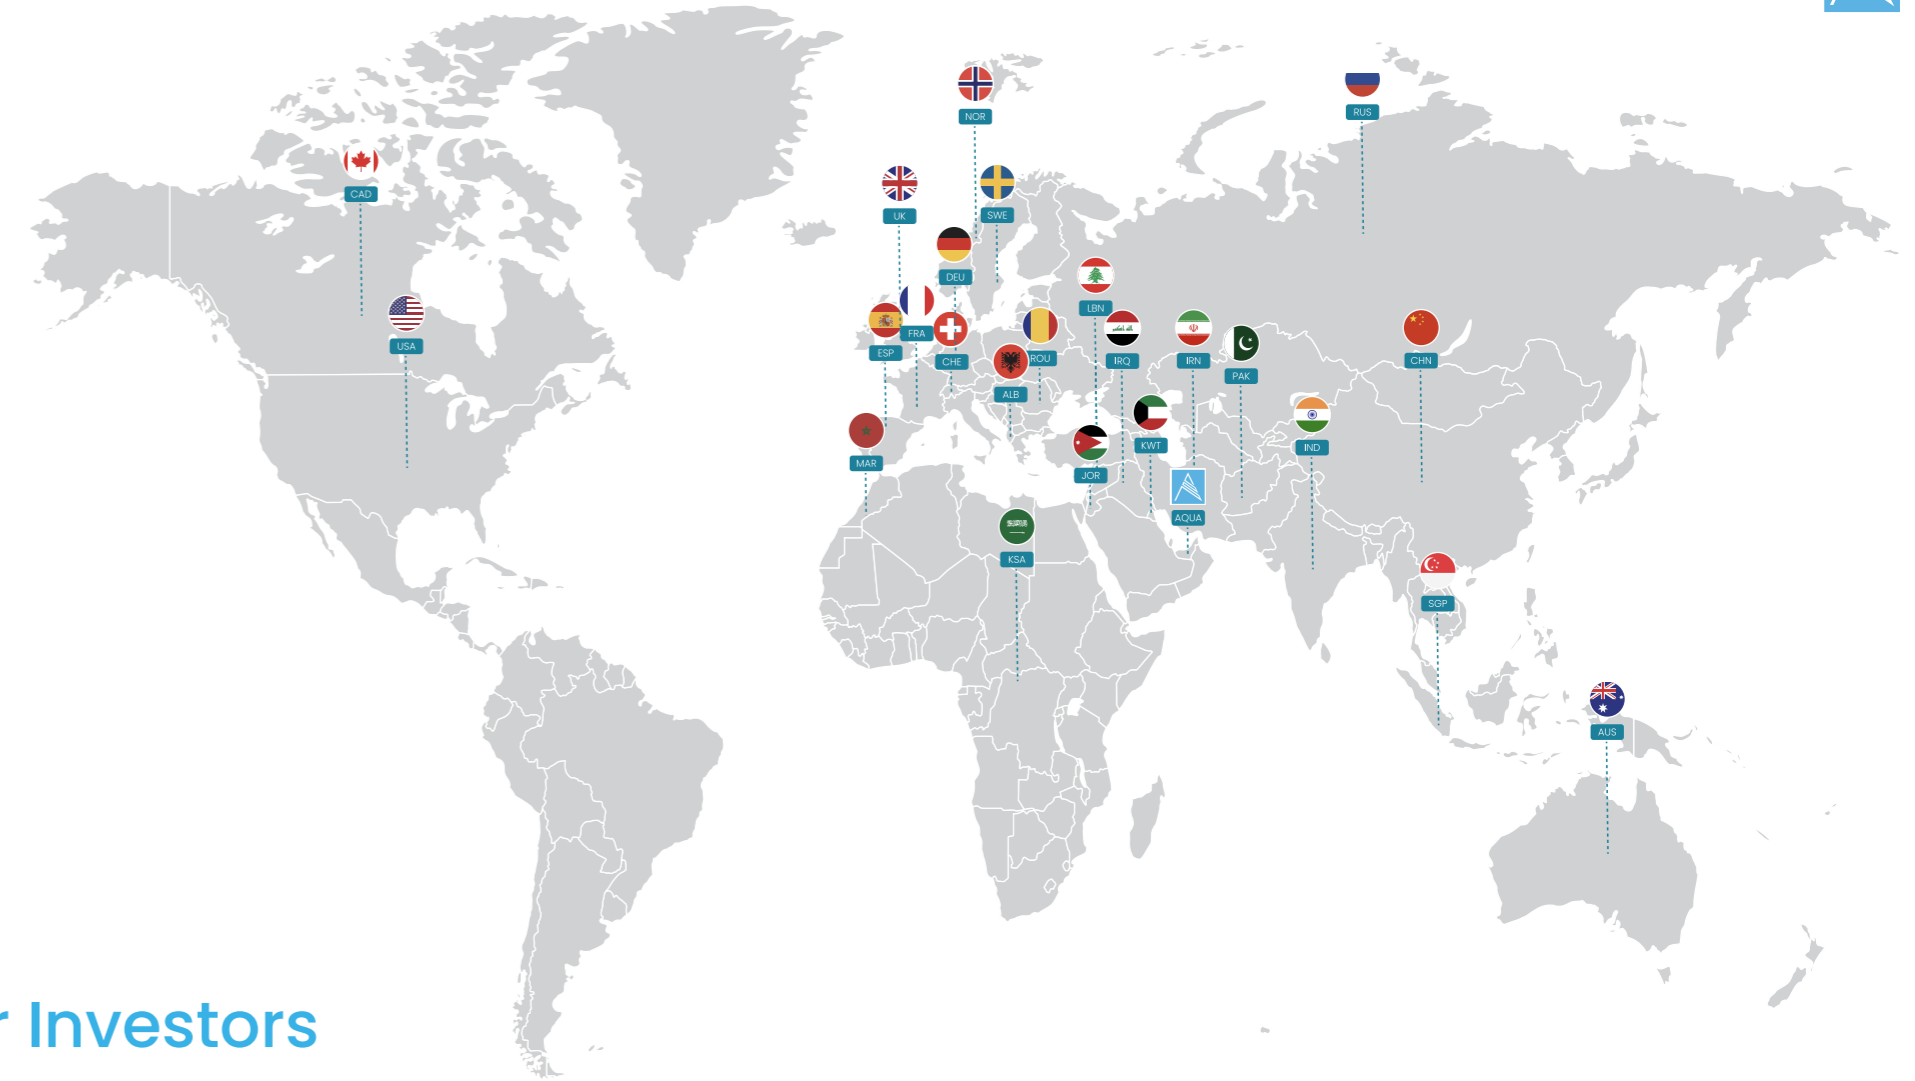 NOR
RUS
CAD
UK
SWE
DEU
LBN
USA
FRA
ESP
CHE
ROU
IRQ
IRN
CHN
PAK
ALB
KWT
IND
MAR
JOR
AQUA
KSA
SGP
AUS
r Investors